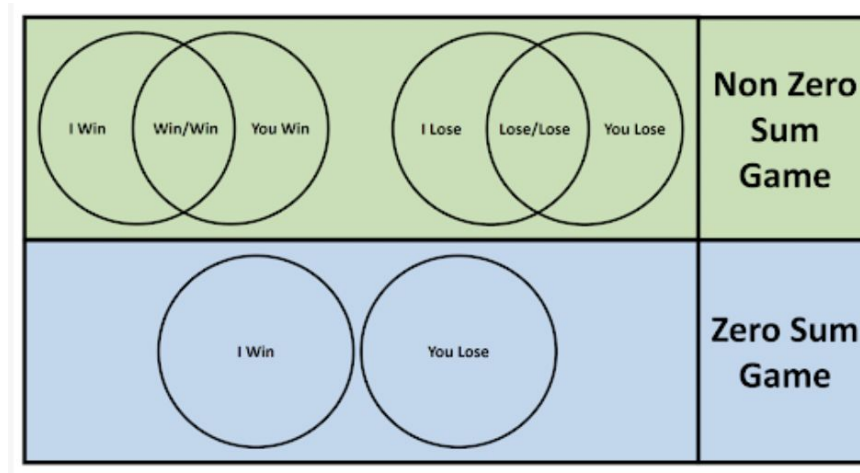 I Win Win/Win You Win I Lose Lose/Lose You Lose
Non Zero
Sum
Game
I Win You Lose
Zero Sum
Game